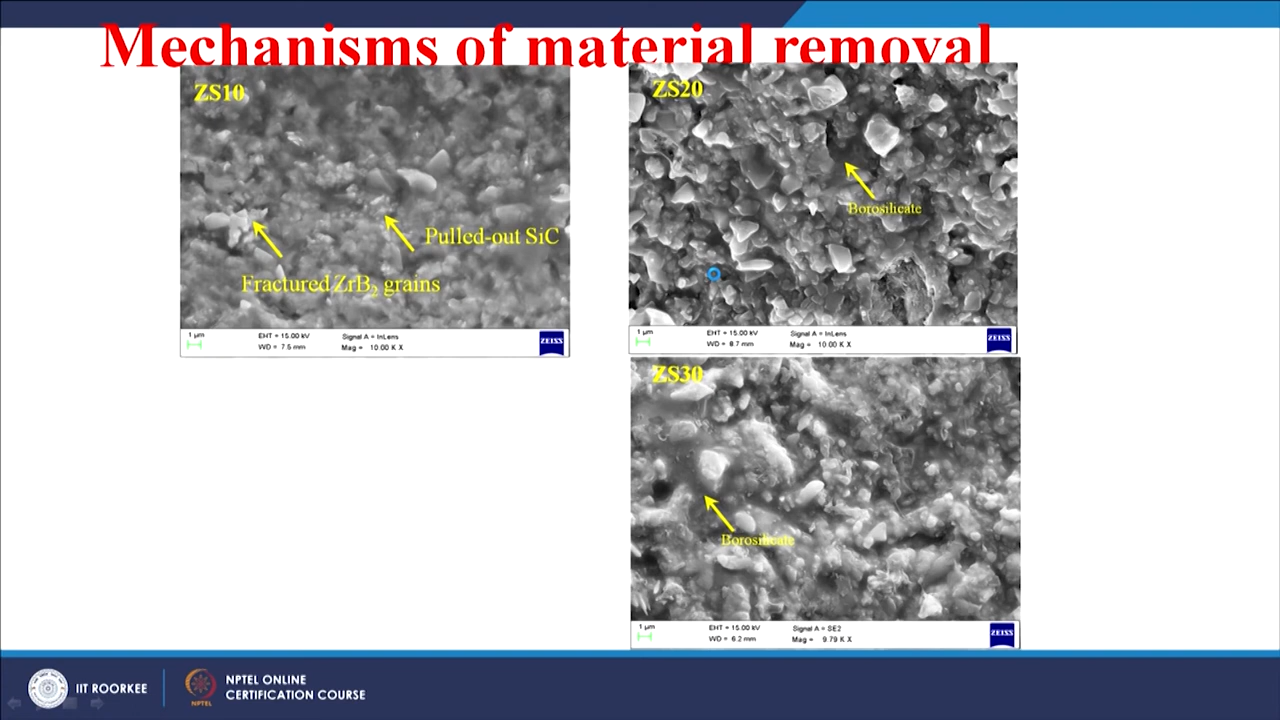 Mechanisms of material removal
ZS10
Pulled-out SiC
Fractured ZrB₂ grains
1 µm
EHT = 15.00 kV
Signal A = InLens
WD = 7.5 mm
Mag = 10.00 K X
ZEISS
ZS20
Borosilicate
1 µm
EHT = 15.00 kV
Signal A = InLens
WD = 8.7 mm
Mag = 10.00 K X
ZEISS
ZS30
Borosilicate
1 µm
EHT = 15.00 kV
Signal A = SE2
WD = 6.2 mm
Mag = 9.79 K X
ZEISS
IIT ROORKEE
NPTEL
NPTEL ONLINE
CERTIFICATION COURSE